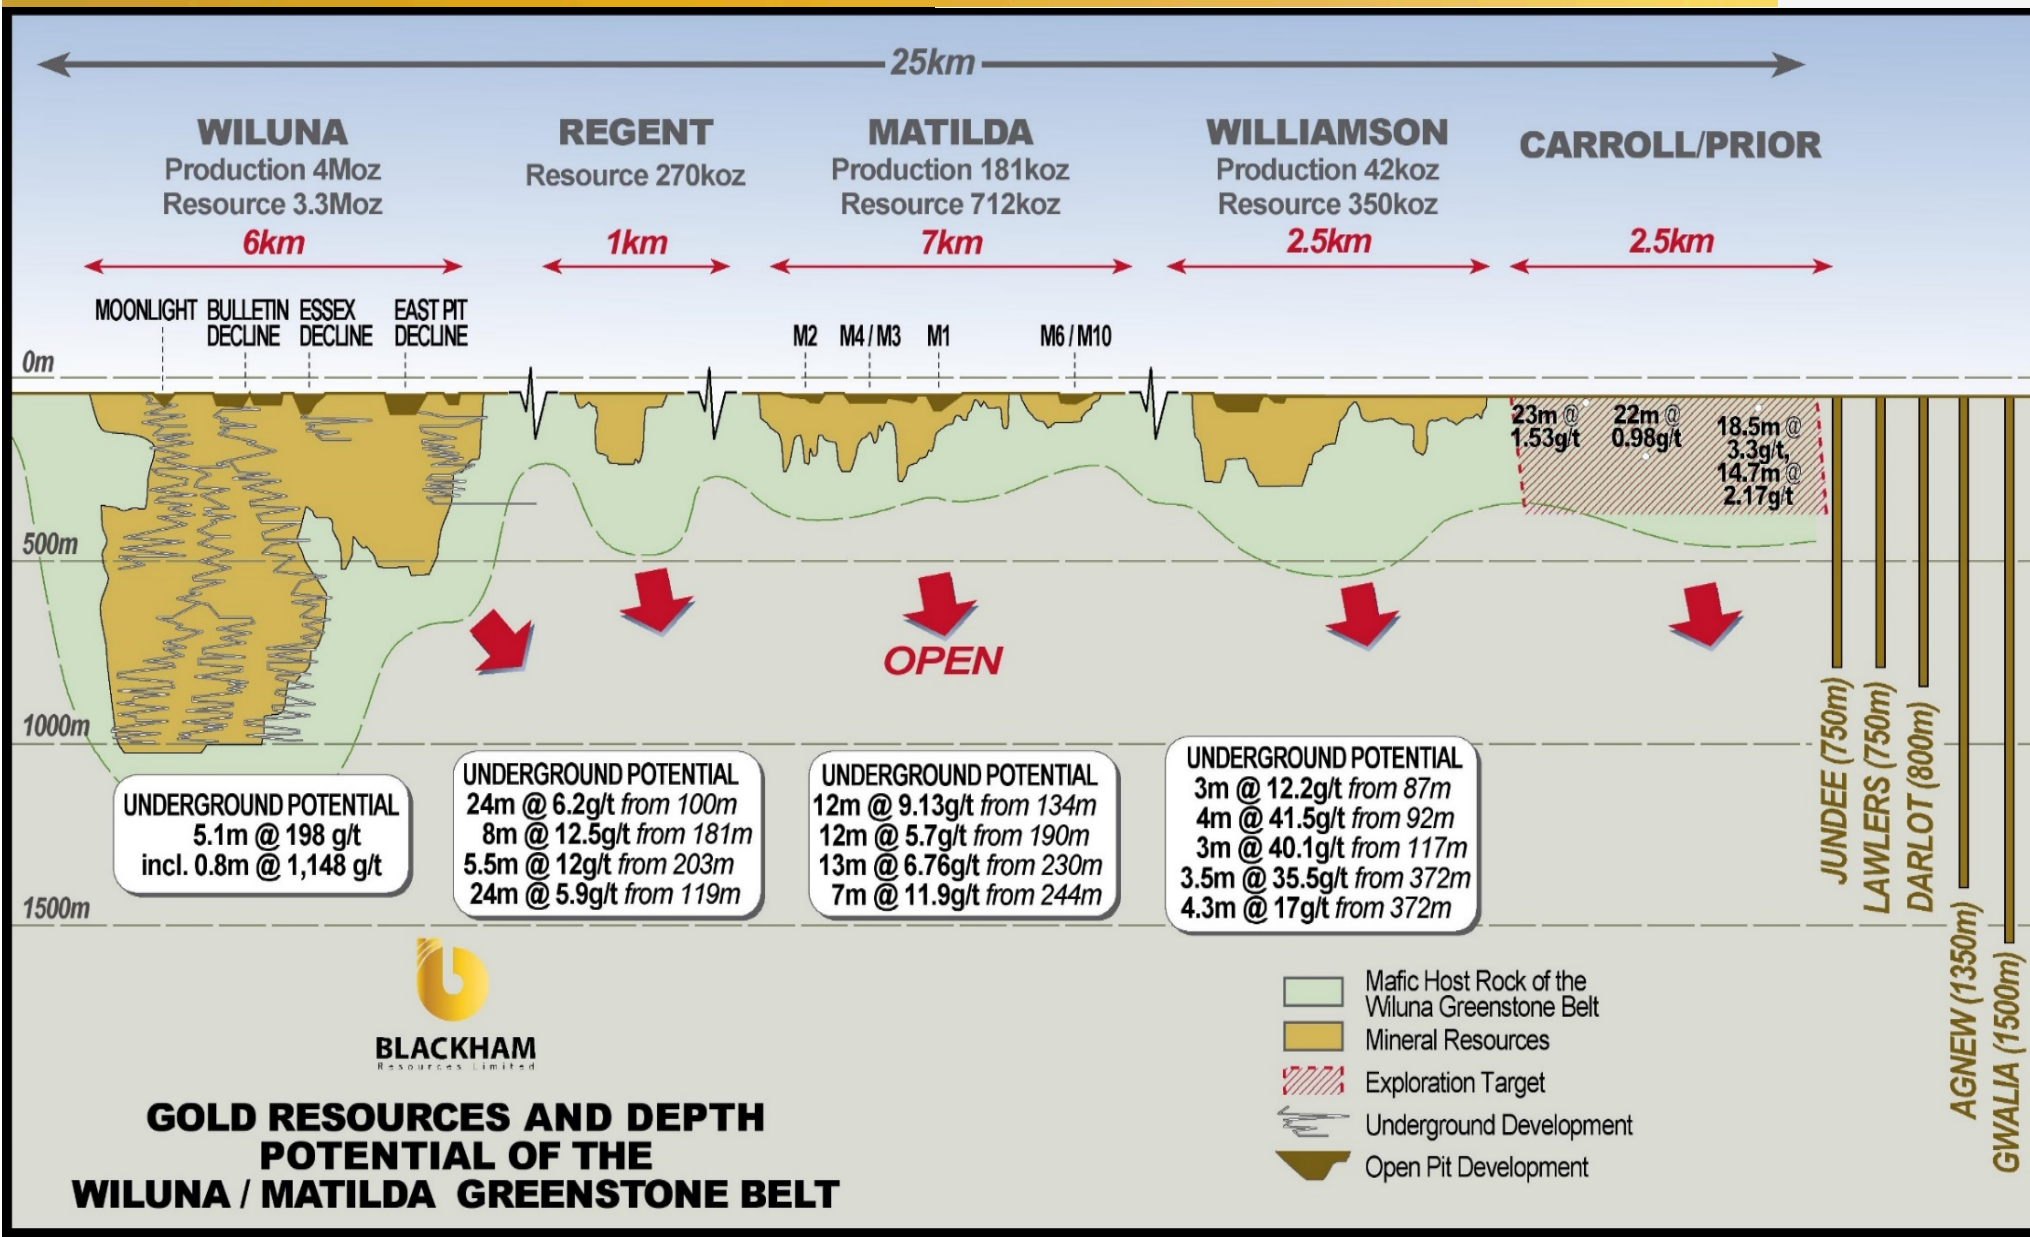 25km
WILUNA
Production 4Moz
Resource 3.3Moz
6km
REGENT
Resource 270koz
1km
MATILDA
Production 181koz
Resource 712koz
7km
WILLIAMSON
Production 42koz
Resource 350koz
2.5km
CARROLL/PRIOR
2.5km
MOONLIGHT
BULLETIN
DECLINE
ESSEX
DECLINE
EAST PIT
DECLINE
M2
M4 / M3
M1
M6 / M10
0m
500m
1000m
1500m
23m @
1.53g/t
22m @
0.98g/t
18.5m @
3.3g/t,
14.7m @
2.17g/t
OPEN
UNDERGROUND POTENTIAL
5.1m @ 198 g/t
incl. 0.8m @ 1,148 g/t
UNDERGROUND POTENTIAL
24m @ 6.2g/t from 100m
8m @ 12.5g/t from 181m
5.5m @ 12g/t from 203m
24m @ 5.9g/t from 119m
UNDERGROUND POTENTIAL
12m @ 9.13g/t from 134m
12m @ 5.7g/t from 190m
13m @ 6.76g/t from 230m
7m @ 11.9g/t from 244m
UNDERGROUND POTENTIAL
3m @ 12.2g/t from 87m
4m @ 41.5g/t from 92m
3m @ 40.1g/t from 117m
3.5m @ 35.5g/t from 372m
4.3m @ 17g/t from 372m
JUNDEE (750m)
LAWLERS (750m)
DARLOT (800m)
AGNEW (1350m)
GWALIA (1500m)
BLACKHAM
Resources Limited
GOLD RESOURCES AND DEPTH
POTENTIAL OF THE
WILUNA / MATILDA GREENSTONE BELT
Mafic Host Rock of the
Wiluna Greenstone Belt
Mineral Resources
Exploration Target
Underground Development
Open Pit Development